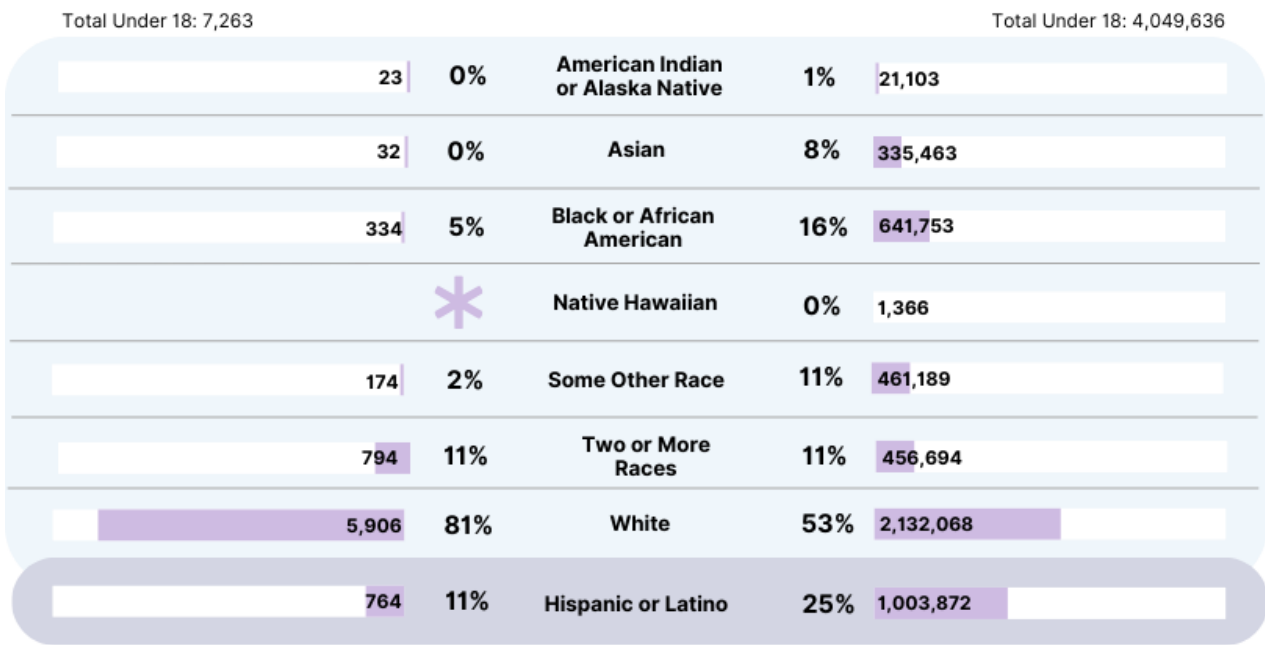 Total Under 18: 7,263 Total Under 18: 4,049,636
23 0% American Indian or Alaska Native 1% 21,103
32 0% Asian 8% 335,463
334 5% Black or African American 16% 641,753
* Native Hawaiian 0% 1,366
174 2% Some Other Race 11% 461,189
794 11% Two or More Races 11% 456,694
5,906 81% White 53% 2,132,068
764 11% Hispanic or Latino 25% 1,003,872